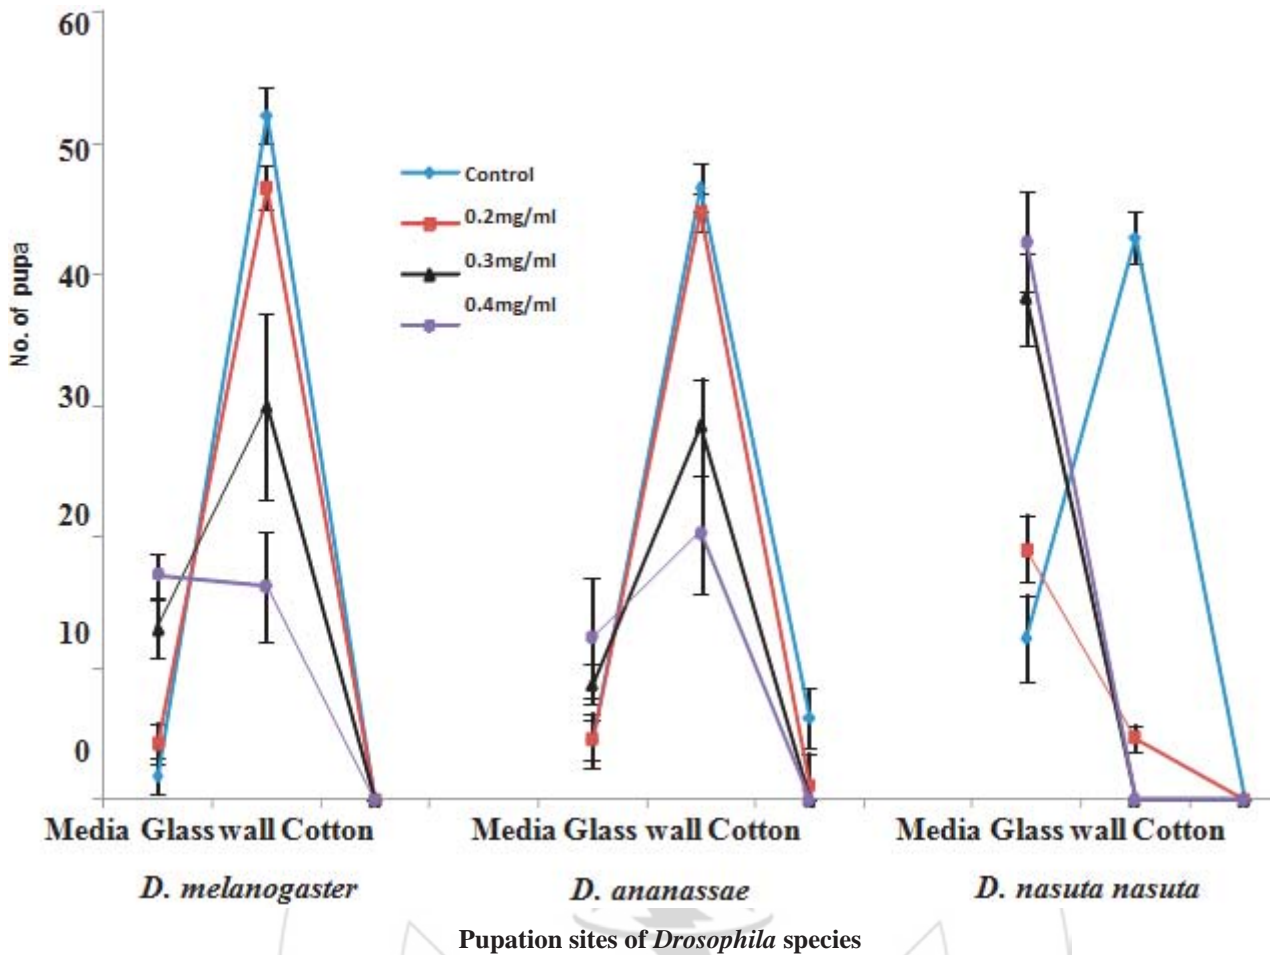 60
50
40
30
20
10
0
No. of pupa
Control
0.2mg/ml
0.3mg/ml
0.4mg/ml
Media Glass wall Cotton
Media Glass wall Cotton
Media Glass wall Cotton
D. melanogaster
D. ananassae
D. nasuta nasuta
Pupation sites of Drosophila species